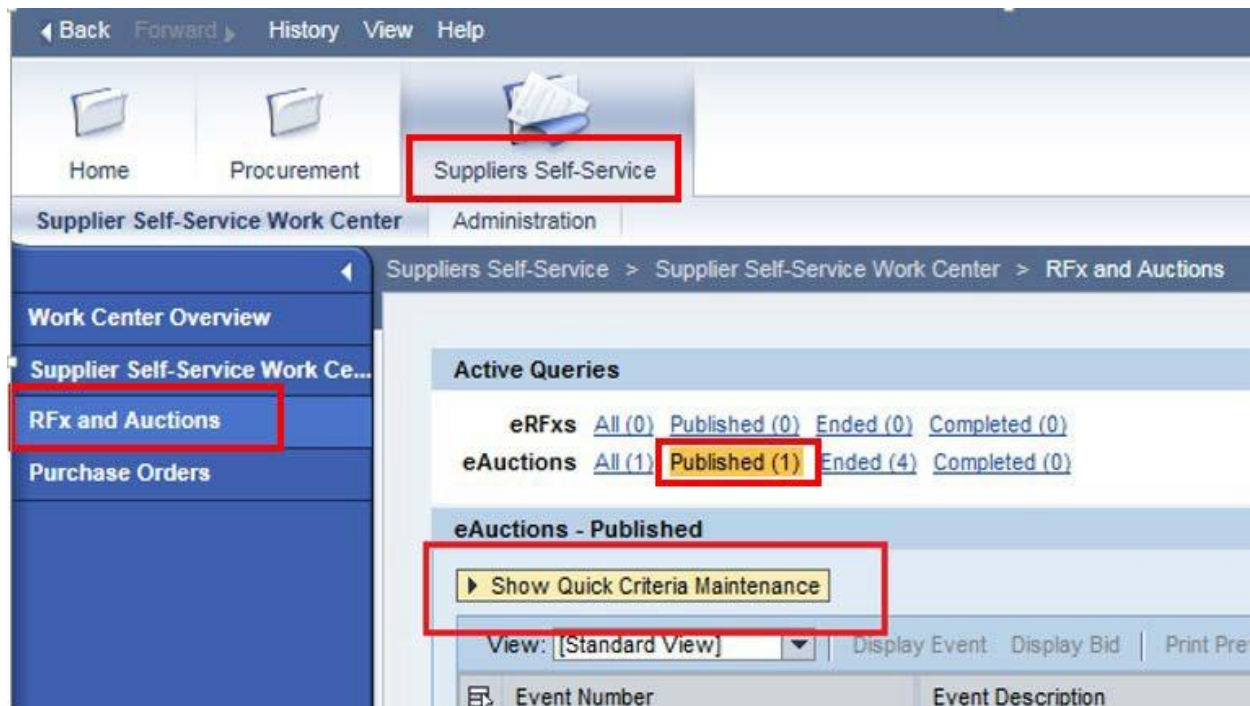 Back Forward History View Help
Home Procurement Suppliers Self-Service
Supplier Self-Service Work Center Administration
Suppliers Self-Service > Supplier Self-Service Work Center > RFx and Auctions
Work Center Overview
Supplier Self-Service Work Ce...
RFx and Auctions
Purchase Orders
Active Queries
eRFxs All (0) Published (0) Ended (0) Completed (0)
eAuctions All (1) Published (1) Ended (4) Completed (0)
eAuctions - Published
Show Quick Criteria Maintenance
View: [Standard View] Display Event Display Bid Print Pre
Event Number Event Description